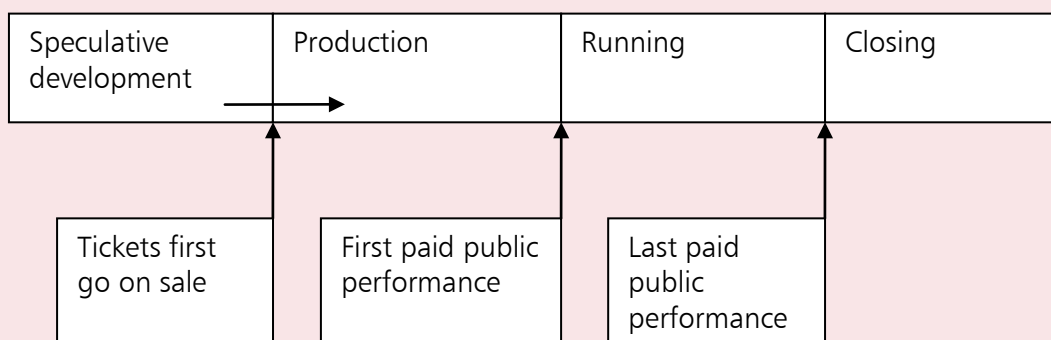 Speculative
development
Production
Running
Closing
Tickets first
go on sale
First paid public
performance
Last paid
public
performance